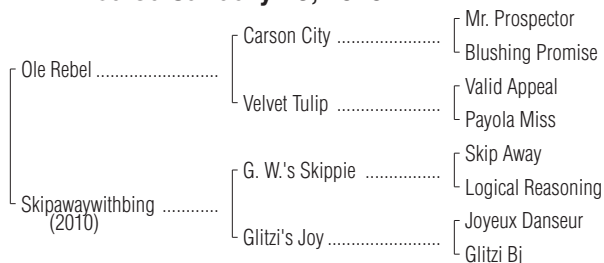 Mr. Prospector
Carson City ......................
Blushing Promise
Ole Rebel ..........................
Valid Appeal
Velvet Tulip ......................
Payola Miss
Skip Away
G. W.'s Skippie ................
Logical Reasoning
Skipawaywithbing ............
(2010)
Joyeux Danseur
Glitzi's Joy ........................
Glitzi Bj